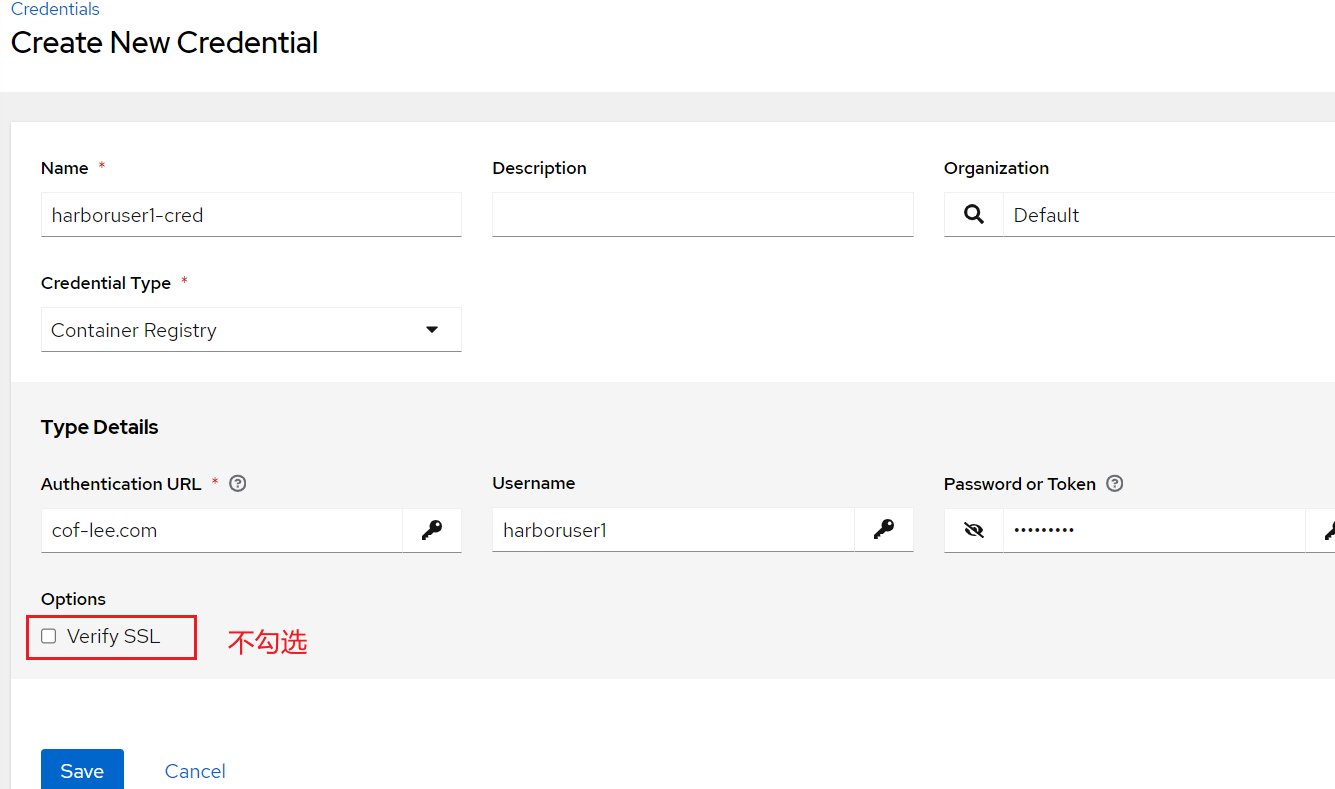 Credentials
Create New Credential
Name * Description Organization
harboruser1-cred Default
Credential Type *
Container Registry
Type Details
Authentication URL * ? Username Password or Token ?
cof-lee.com harboruser1 •••••••••
Options
Verify SSL 不勾选
Save Cancel